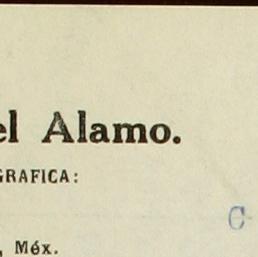 el Alamo.
GRAFICA:
C
, Méx.